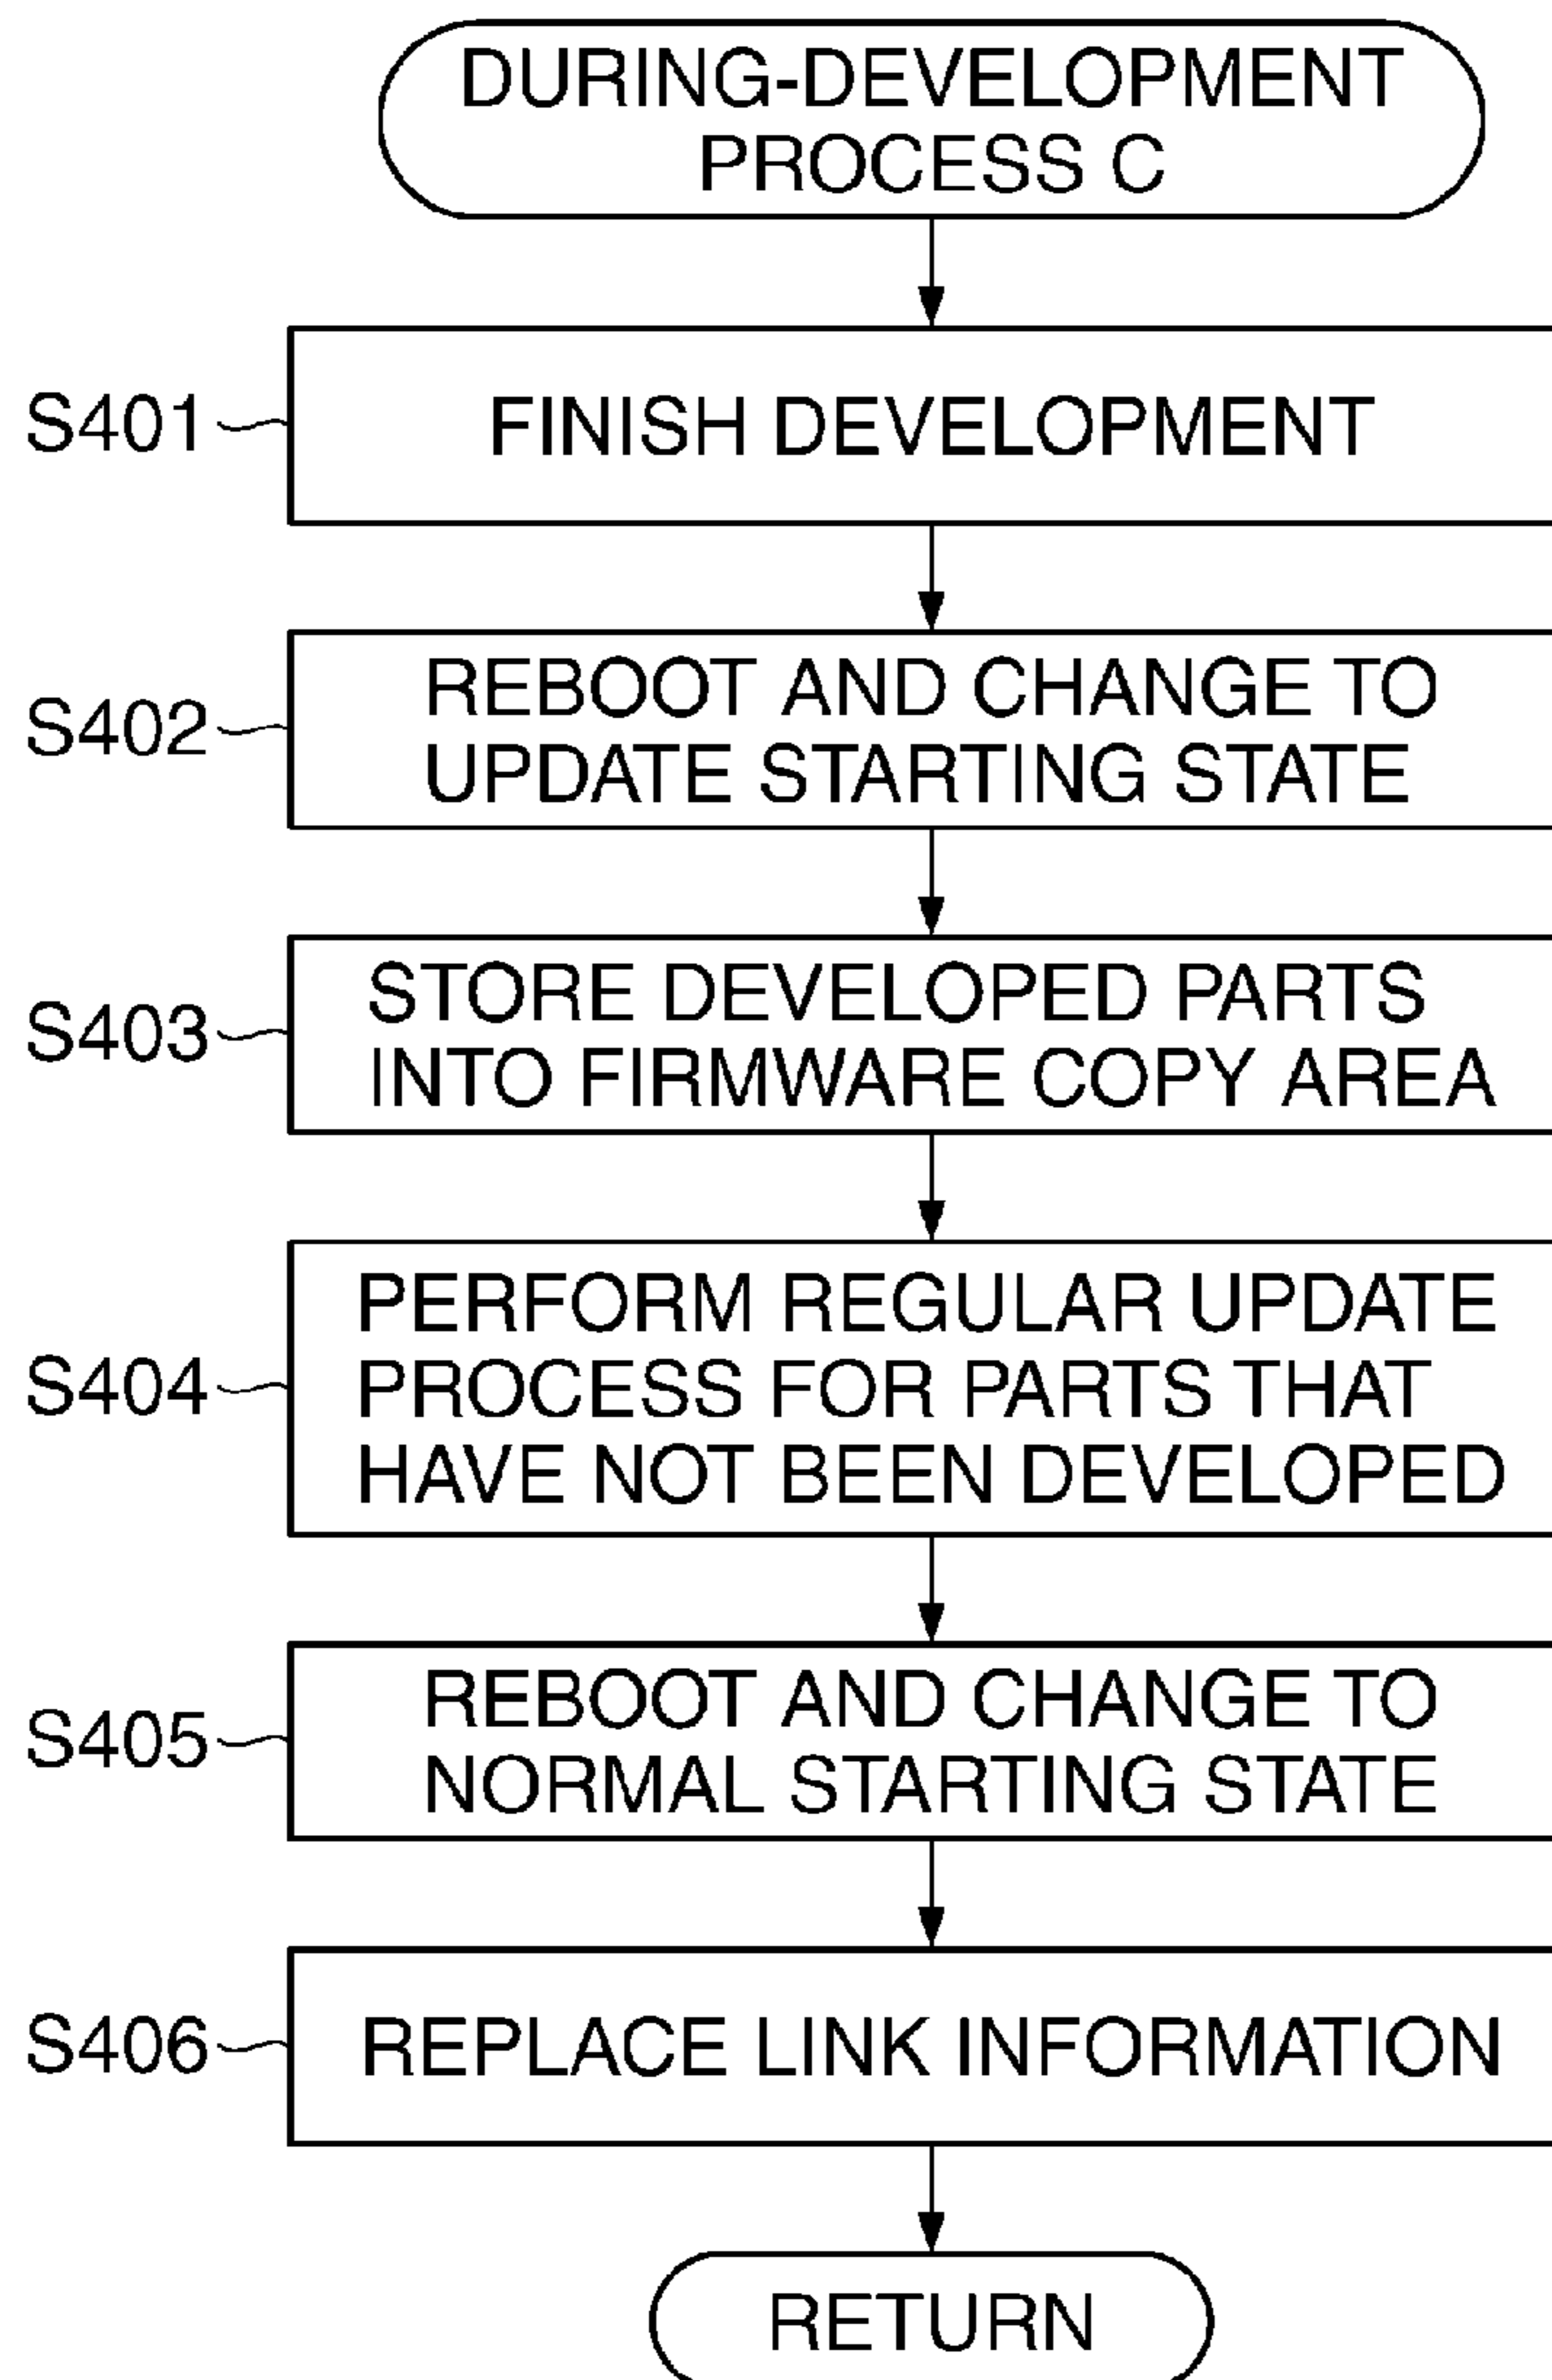 DURING-DEVELOPMENT
PROCESS C
S401
FINISH DEVELOPMENT
S402
REBOOT AND CHANGE TO
UPDATE STARTING STATE
S403
STORE DEVELOPED PARTS
INTO FIRMWARE COPY AREA
S404
PERFORM REGULAR UPDATE
PROCESS FOR PARTS THAT
HAVE NOT BEEN DEVELOPED
S405
REBOOT AND CHANGE TO
NORMAL STARTING STATE
S406
REPLACE LINK INFORMATION
RETURN